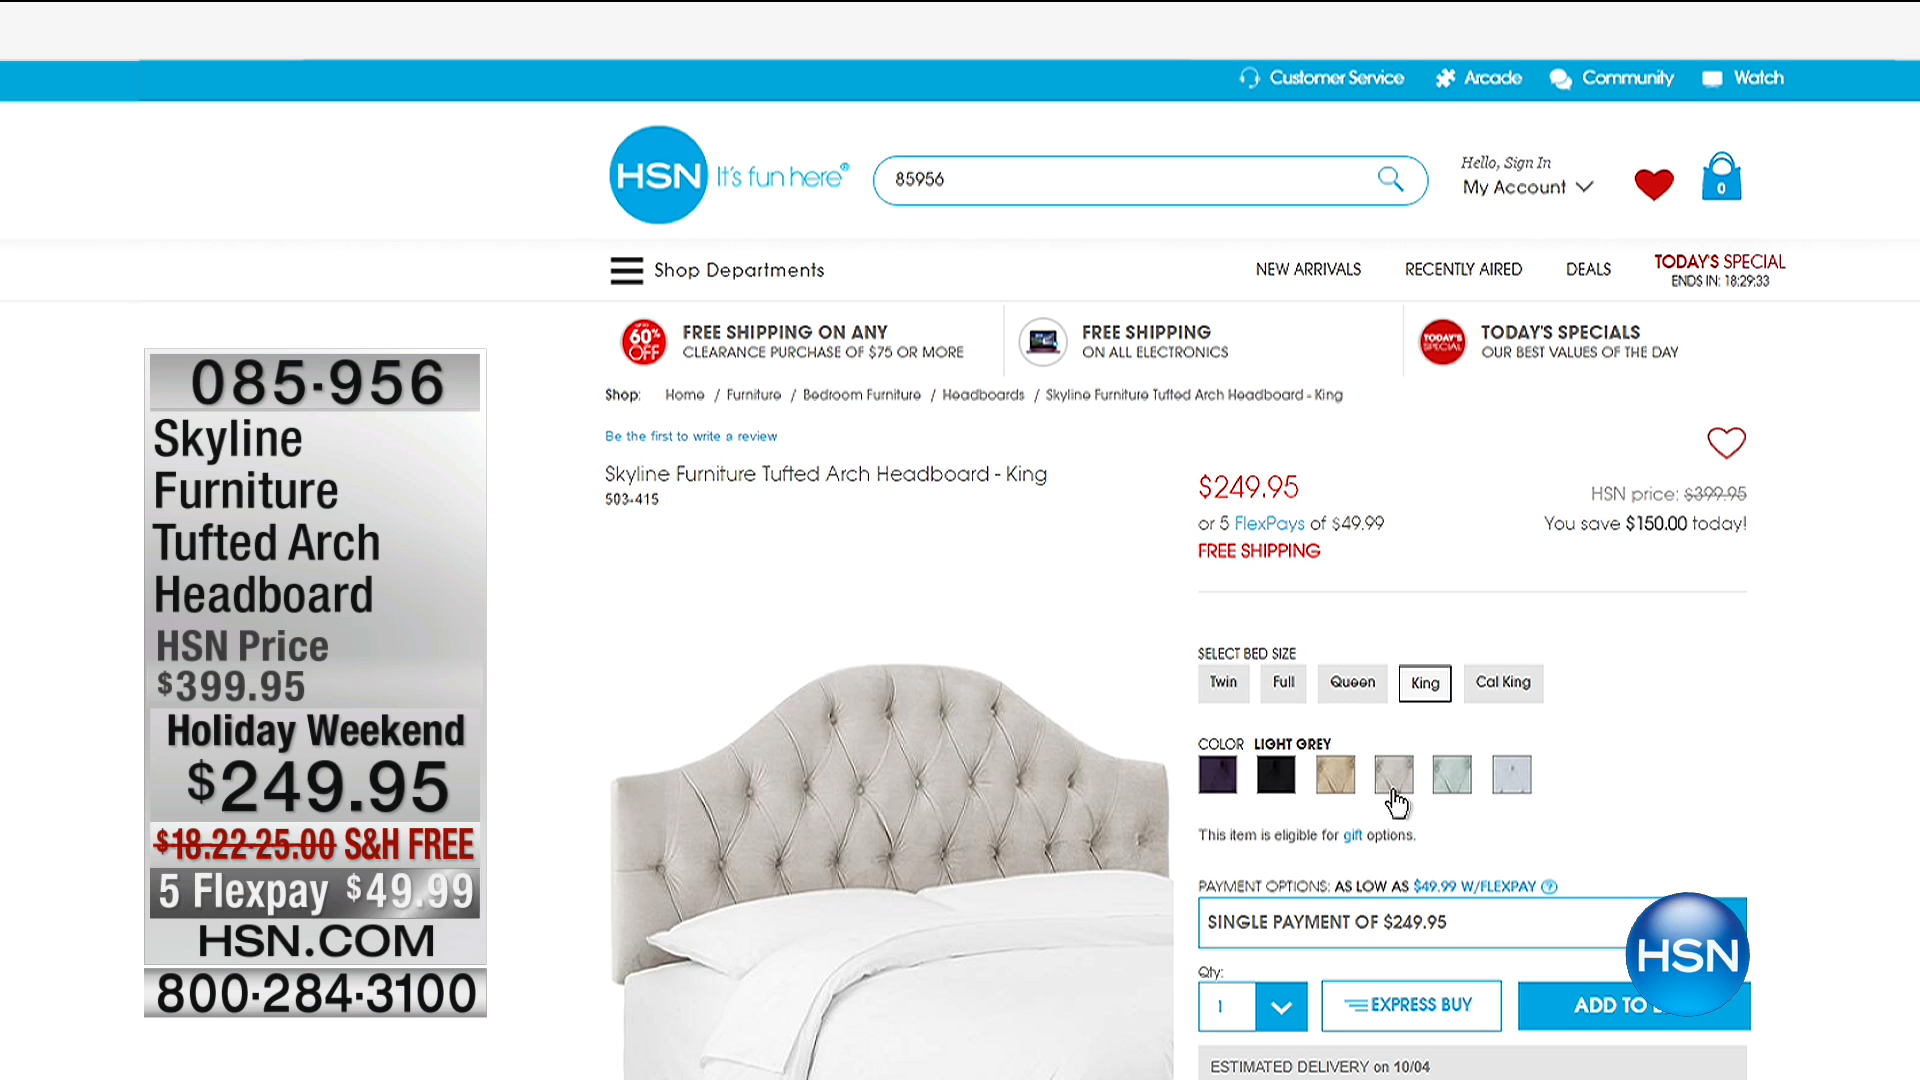 Customer Service Arcade Community Watch
HSN It's fun here®
85956
Hello, Sign In
My Account
0
Shop Departments
NEW ARRIVALS RECENTLY AIRED DEALS
TODAY'S SPECIAL
ENDS IN: 18:29:33
60% OFF
FREE SHIPPING ON ANY
CLEARANCE PURCHASE OF $75 OR MORE
FREE SHIPPING
ON ALL ELECTRONICS
TODAY'S SPECIAL
TODAY'S SPECIALS
OUR BEST VALUES OF THE DAY
Shop: Home / Furniture / Bedroom Furniture / Headboards / Skyline Furniture Tufted Arch Headboard - King
Be the first to write a review
Skyline Furniture Tufted Arch Headboard - King
503-415
$249.95
or 5 FlexPays of $49.99
FREE SHIPPING
HSN price: $399.95
You save $150.00 today!
SELECT BED SIZE
Twin Full Queen King Cal King
COLOR LIGHT GREY
This item is eligible for gift options.
PAYMENT OPTIONS: AS LOW AS $49.99 W/FLEXPAY ?
SINGLE PAYMENT OF $249.95
Qty:
1
EXPRESS BUY
ADD TO
ESTIMATED DELIVERY on 10/04
HSN
085·956
Skyline
Furniture
Tufted Arch
Headboard
HSN Price
$399.95
Holiday Weekend
$249.95
$18.22-25.00 S&H FREE
5 Flexpay $49.99
HSN.COM
800·284·3100